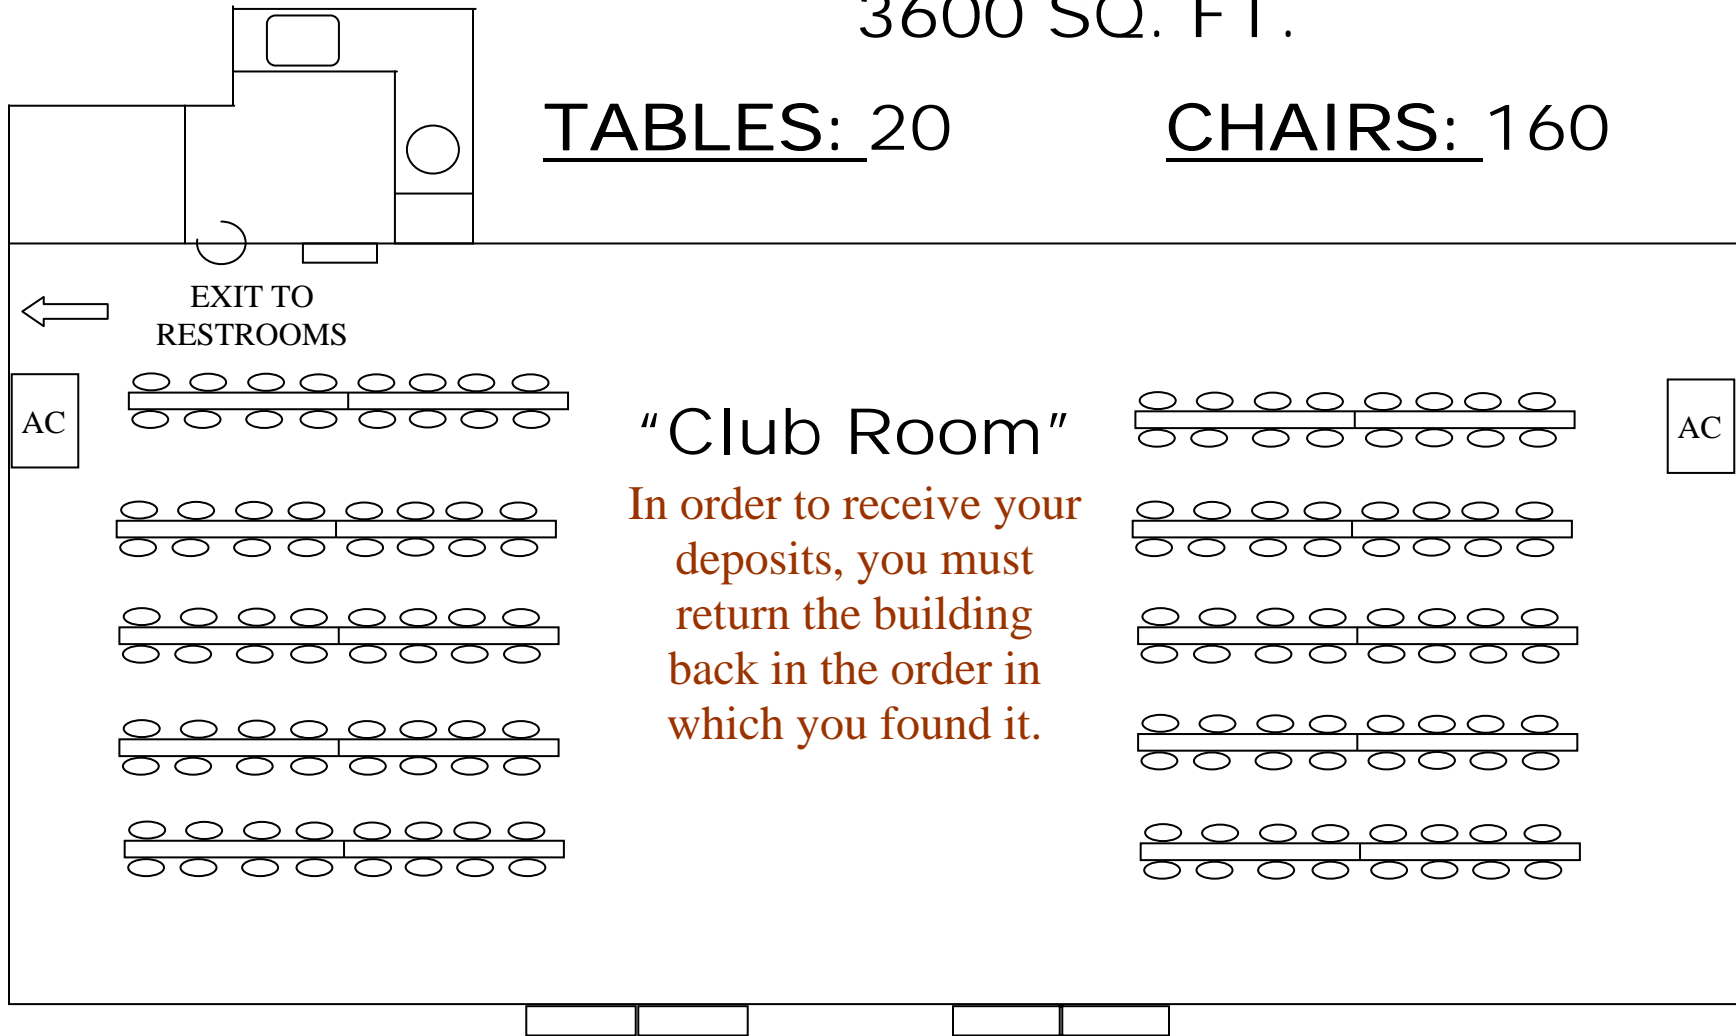 3600 SQ. FT.
TABLES: 20 CHAIRS: 160
EXIT TO
RESTROOMS
AC
AC
“Club Room”
In order to receive your
deposits, you must
return the building
back in the order in
which you found it.